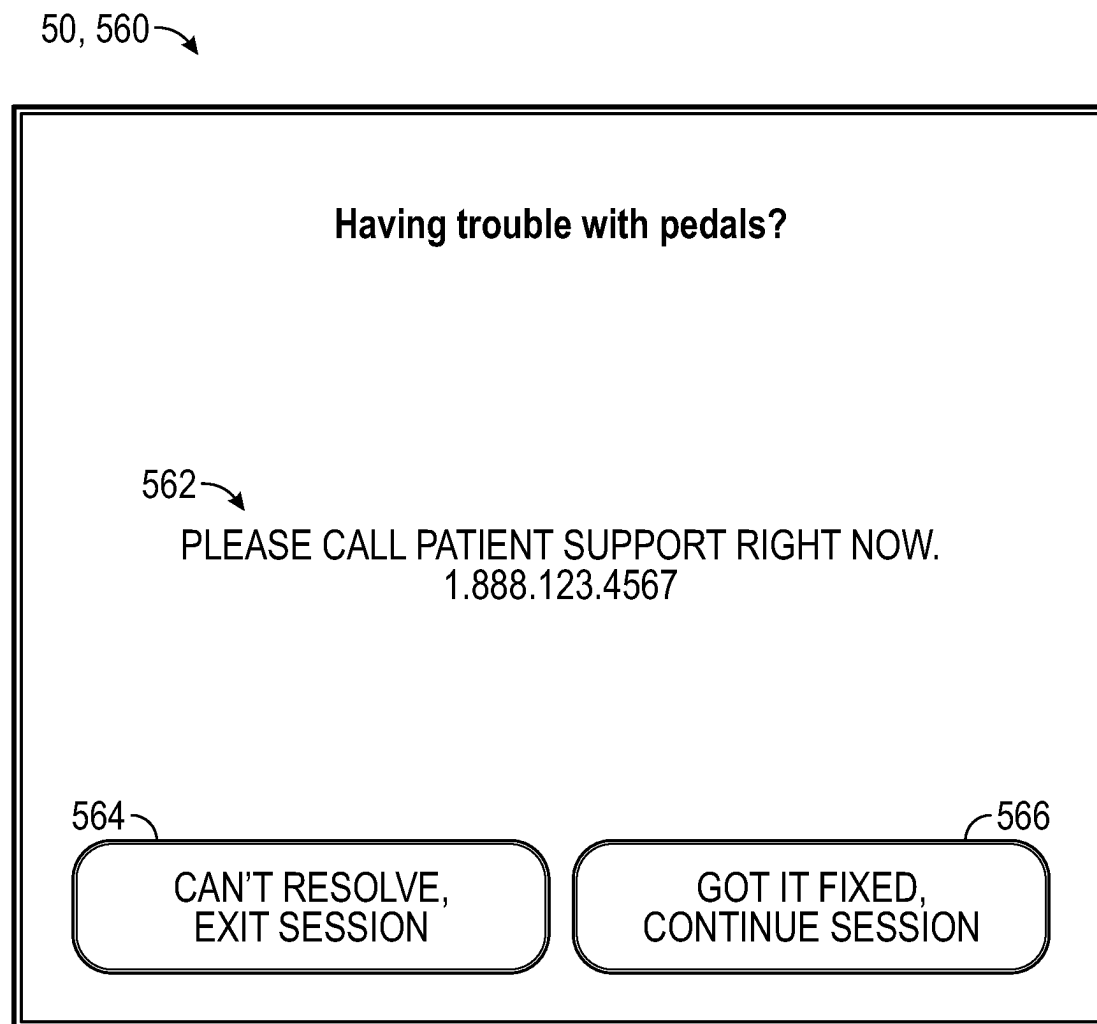 50, 560
Having trouble with pedals?
562
PLEASE CALL PATIENT SUPPORT RIGHT NOW.
1.888.123.4567
564
566
CAN'T RESOLVE,
EXIT SESSION
GOT IT FIXED,
CONTINUE SESSION